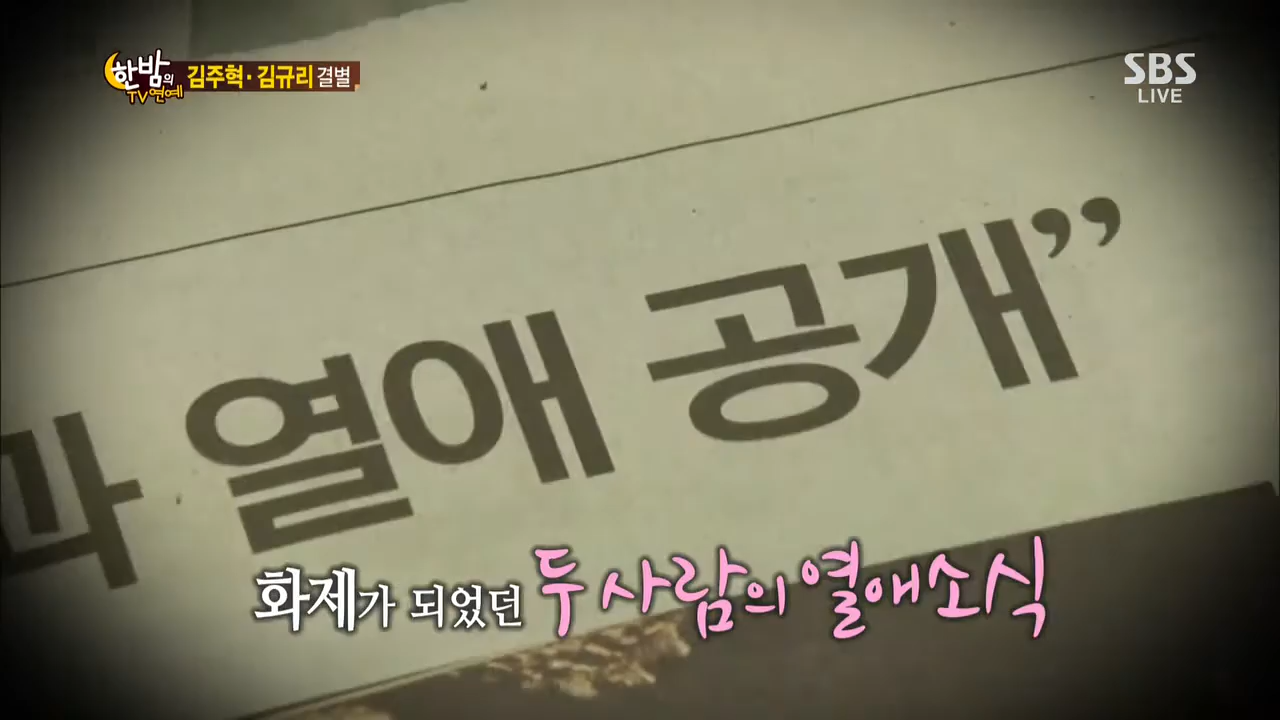 한밤의
TV연예
김주혁·김규리 결별
SBS
LIVE
과 열애 공개”
화제가 되었던 두 사람의 열애소식